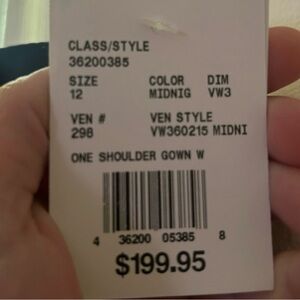 CLASS/STYLE
36200385
SIZE COLOR DIM
12 MIDNIG VW3
VEN # VEN STYLE
298 VW360215 MIDNI
ONE SHOULDER GOWN W
4 36200 05385 8
$199.95